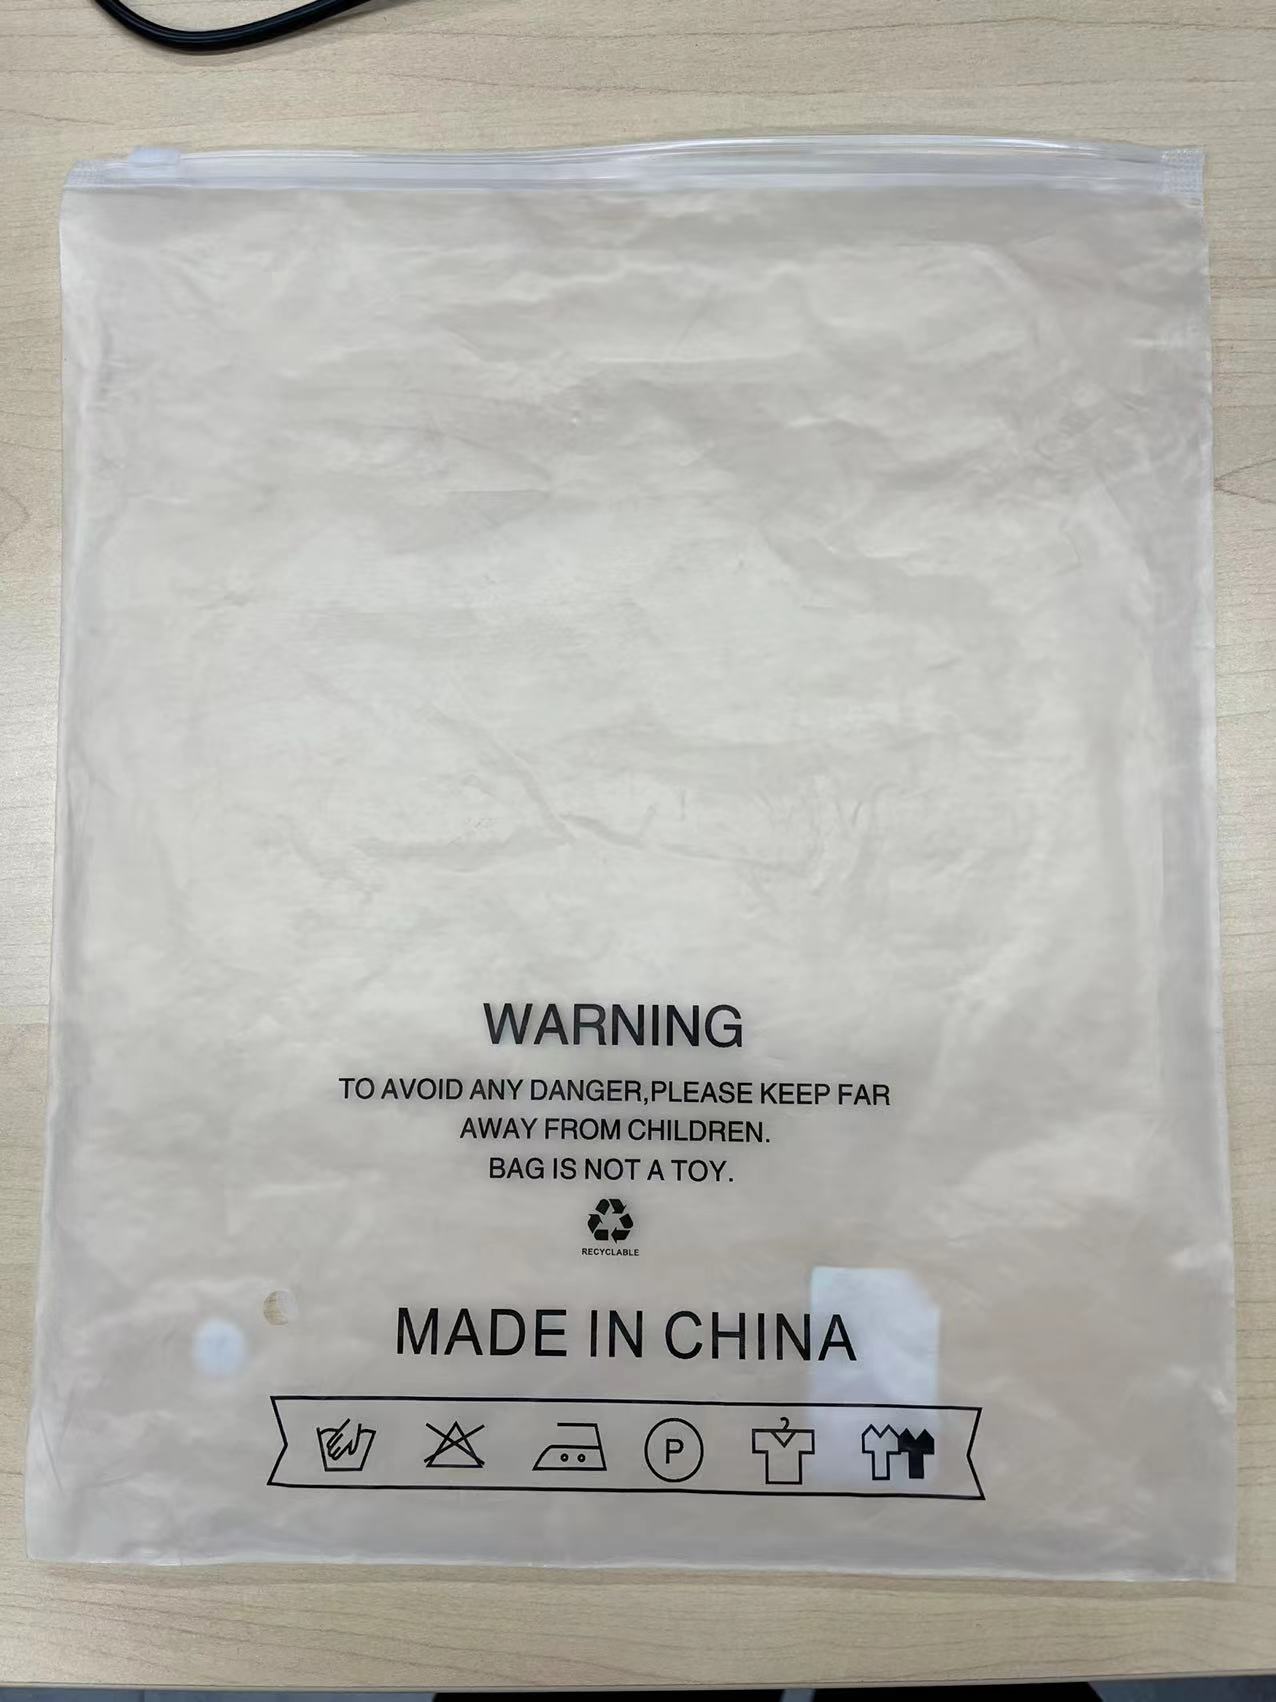 WARNING
TO AVOID ANY DANGER,PLEASE KEEP FAR
AWAY FROM CHILDREN.
BAG IS NOT A TOY.
RECYCLABLE
MADE IN CHINA
P